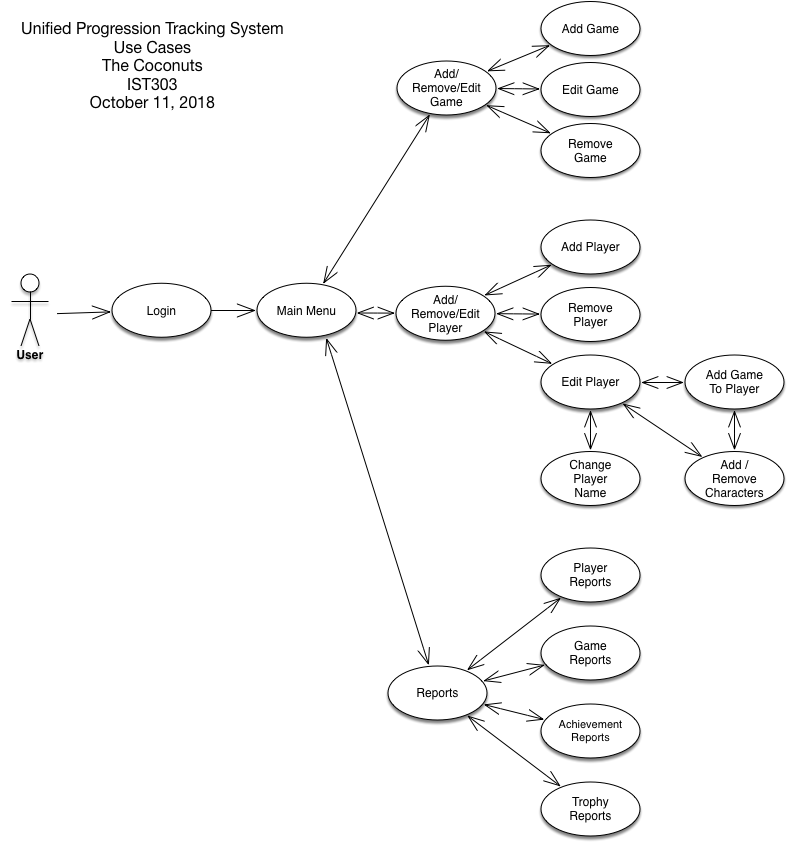 Unified Progression Tracking System
Use Cases
The Coconuts
IST303
October 11, 2018
Add Game
Add/
Remove/Edit
Game
Edit Game
Remove
Game
Add Player
User
Login
Main Menu
Add/
Remove/Edit
Player
Remove
Player
Edit Player
Add Game
To Player
Change
Player
Name
Add /
Remove
Characters
Player
Reports
Game
Reports
Reports
Achievement
Reports
Trophy
Reports